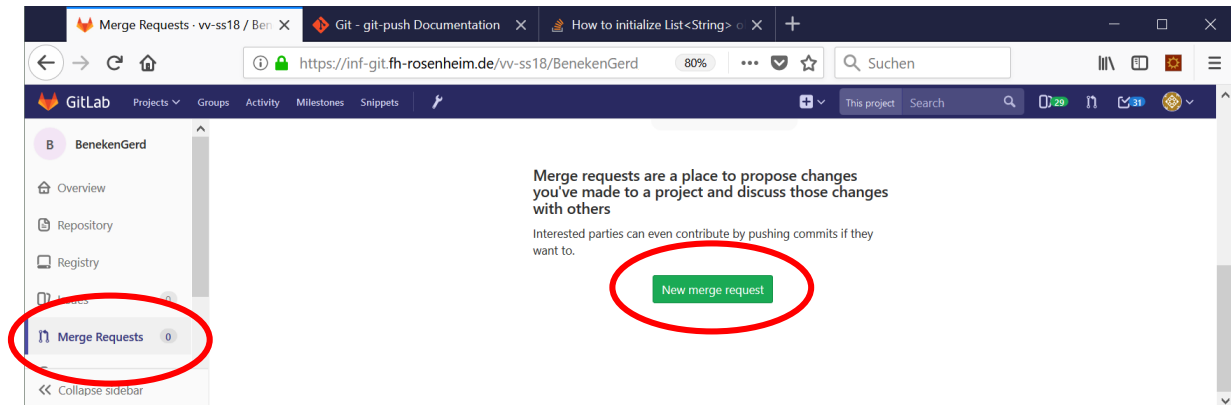 Merge Requests · vv-ss18 / Ben
Git - git-push Documentation
How to initialize List<String> o
https://inf-git.fh-rosenheim.de/vv-ss18/BenekenGerd
80%
Suchen
GitLab
Projects
Groups
Activity
Milestones
Snippets
This project
Search
29
31
B
BenekenGerd
Overview
Repository
Registry
Issues
0
Merge Requests
0
Collapse sidebar
Merge requests are a place to propose changes
you've made to a project and discuss those changes
with others
Interested parties can even contribute by pushing commits if they
want to.
New merge request